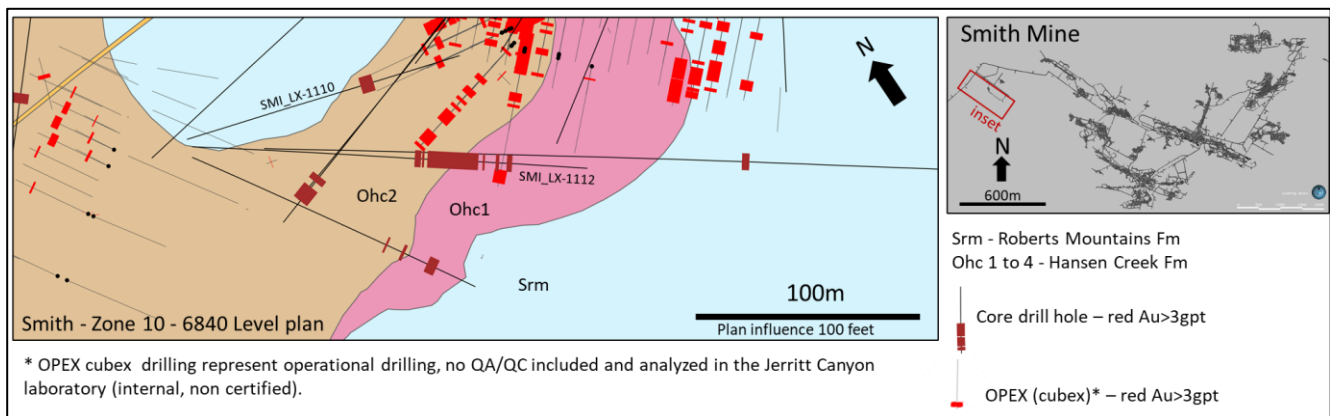 SMI_LX-1110
SMI_LX-1112
Ohc2
Ohc1
Srm
N
100m
Plan influence 100 feet
Smith - Zone 10 - 6840 Level plan
* OPEX cubex drilling represent operational drilling, no QA/QC included and analyzed in the Jerritt Canyon
laboratory (internal, non certified).
Smith Mine
inset
N
600m
Srm - Roberts Mountains Fm
Ohc 1 to 4 - Hansen Creek Fm
Core drill hole – red Au>3gpt
OPEX (cubex)* – red Au>3gpt